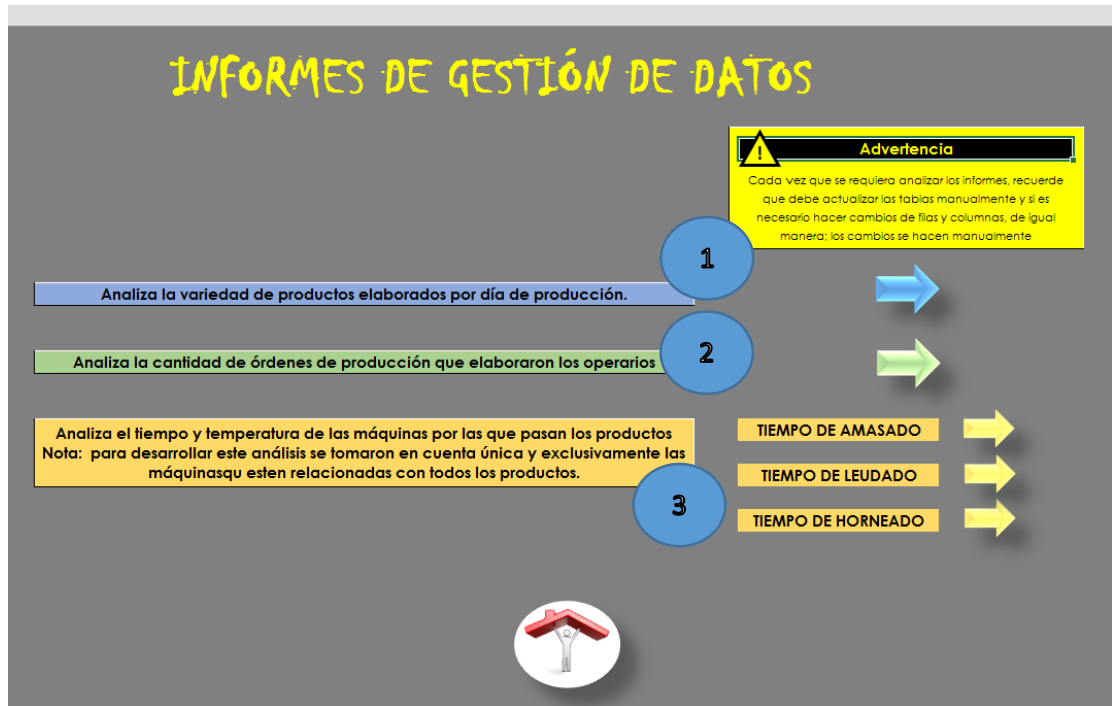 INFORMES DE GESTIÓN DE DATOS
!
Advertencia
Cada vez que se requiera analizar los informes, recuerde
que debe actualizar las tablas manualmente y si es
necesario hacer cambios de filas y columnas, de igual
manera; los cambios se hacen manualmente
1
Analiza la variedad de productos elaborados por día de producción.
2
Analiza la cantidad de órdenes de producción que elaboraron los operarios
Analiza el tiempo y temperatura de las máquinas por las que pasan los productos
Nota: para desarrollar este análisis se tomaron en cuenta única y exclusivamente las
máquinasqu esten relacionadas con todos los productos.
3
TIEMPO DE AMASADO
TIEMPO DE LEUDADO
TIEMPO DE HORNEADO